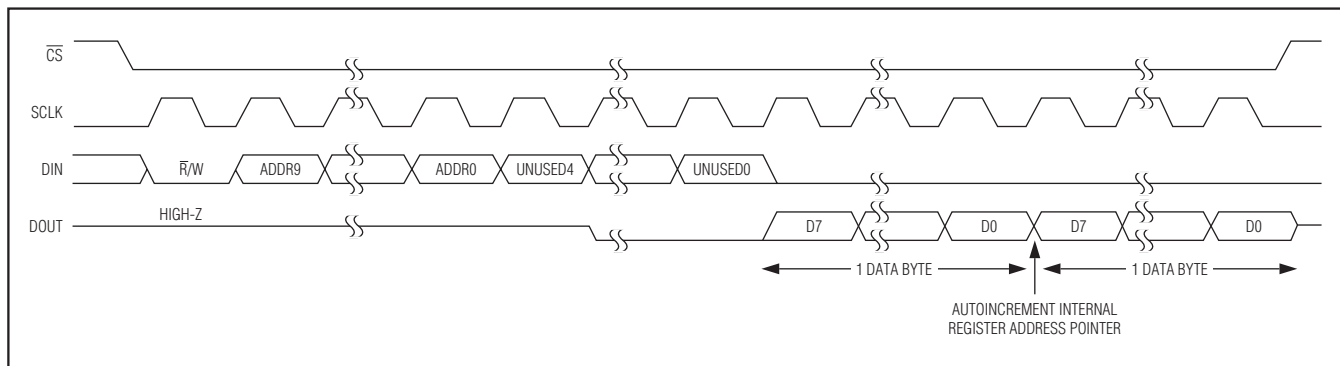 C̅S̅
SCLK
DIN R̅/W ADDR9 ADDR0 UNUSED4 UNUSED0
HIGH-Z
DOUT D7 D0 D7 D0
1 DATA BYTE 1 DATA BYTE
AUTOINCREMENT INTERNAL
REGISTER ADDRESS POINTER